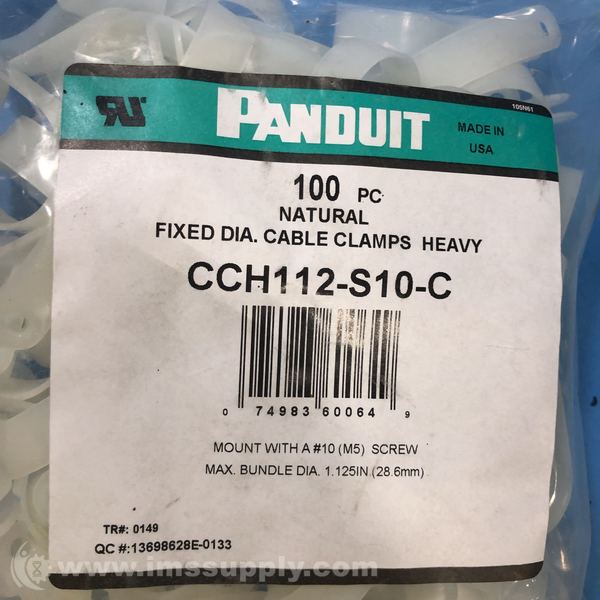 105N61
PANDUIT
MADE IN
USA
100 PC
NATURAL
FIXED DIA. CABLE CLAMPS HEAVY
CCH112-S10-C
0 74983 60064 9
MOUNT WITH A #10 (M5) SCREW
MAX. BUNDLE DIA. 1.125IN (28.6mm)
TR#: 0149
QC #:13698628E-0133
www.imssupply.com